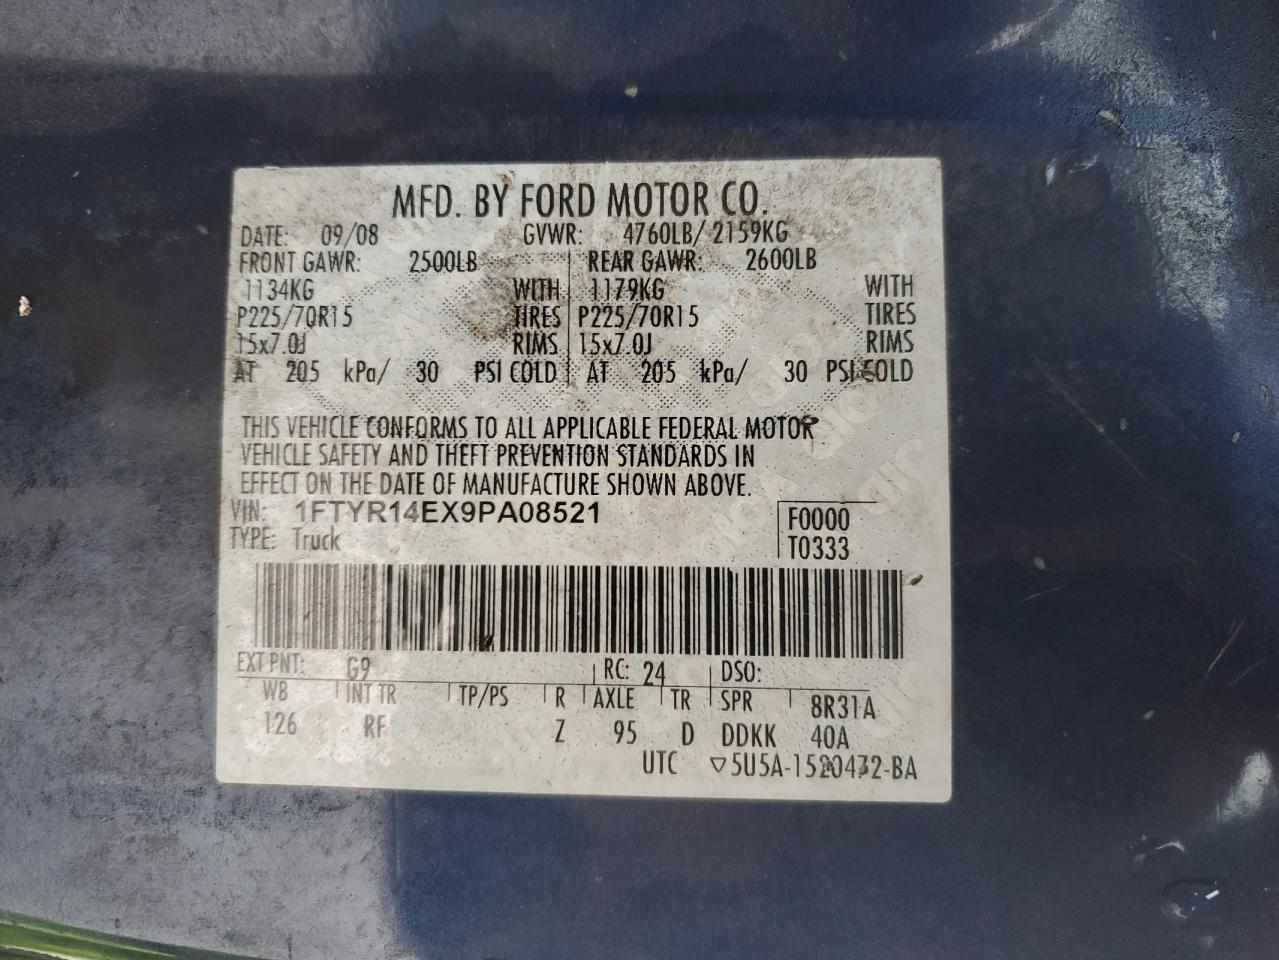 MFD. BY FORD MOTOR CO.
DATE: 09/08 GVWR: 4760LB/ 2159KG
FRONT GAWR: 2500LB REAR GAWR: 2600LB
1134KG WITH 1179KG WITH
P225/70R15 TIRES P225/70R15 TIRES
15x7.0J RIMS 15x7.0J RIMS
AT 205 kPa/ 30 PSI COLD AT 205 kPa/ 30 PSI COLD
THIS VEHICLE CONFORMS TO ALL APPLICABLE FEDERAL MOTOR
VEHICLE SAFETY AND THEFT PREVENTION STANDARDS IN
EFFECT ON THE DATE OF MANUFACTURE SHOWN ABOVE.
VIN: 1FTYR14EX9PA08521 F0000
TYPE: Truck T0333
EXT PNT: G9 RC: 24 DSO:
WB INT TR TP/PS R AXLE TR SPR 8R31A
126 RF Z 95 D DDKK 40A
UTC ▽5U5A-1520472-BA